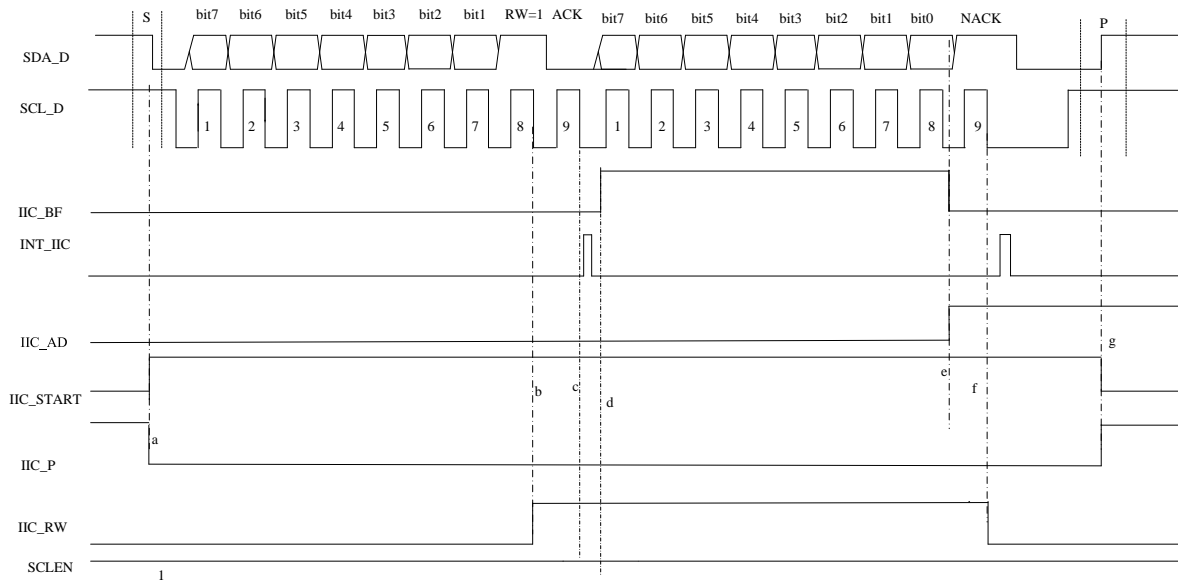 S bit7 bit6 bit5 bit4 bit3 bit2 bit1 RW=1 ACK bit7 bit6 bit5 bit4 bit3 bit2 bit1 bit0 NACK P
SDA_D
SCL_D
1 2 3 4 5 6 7 8 9 1 2 3 4 5 6 7 8 9
IIC_BF
INT_IIC
IIC_AD
g
e
IIC_START
b c d f
a
IIC_P
IIC_RW
SCLEN
1